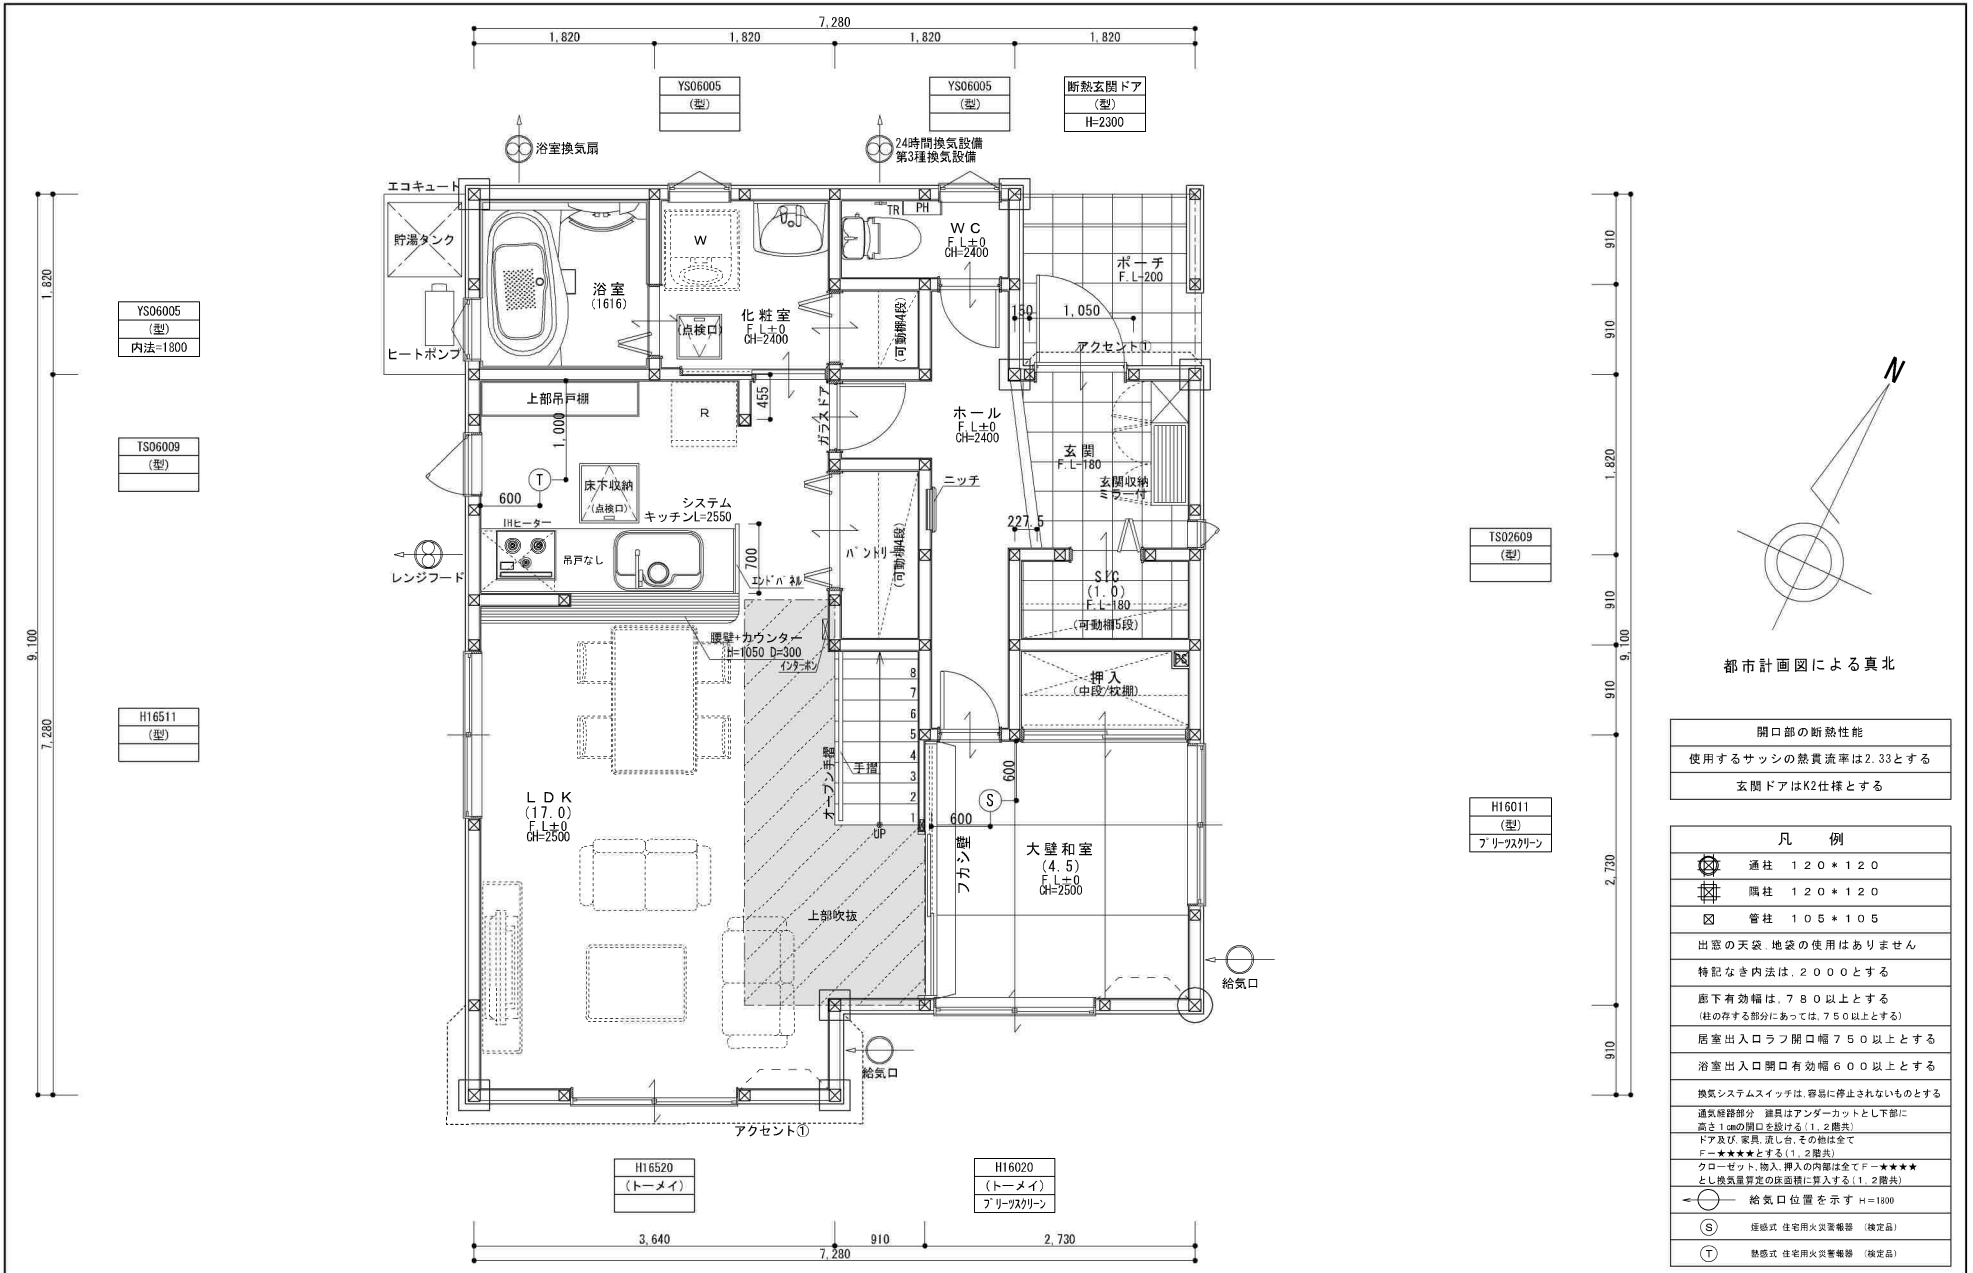 7,280
1,820
1,820
1,820
1,820
YS06005
(型)
YS06005
(型)
断熱玄関ドア
(型)
H=2300
浴室換気扇
24時間換気設備
第3種換気設備
エコキュート
貯湯タンク
ヒートポンプ
浴室
(1616)
W
(点検口)
化粧室
F.L±0
CH=2400
TR
PH
WC
F.L±0
CH=2400
(可動棚4段)
ポーチ
F.L-200
150
1,050
アクセント①
1,820
7,280
9,100
YS06005
(型)
内法=1800
TS06009
(型)
H16511
(型)
上部吊戸棚
1,000
R
455
ガラスドア
ホール
F.L±0
CH=2400
玄関
F.L-180
玄関収納
ミラー付
T
600
床下収納
(点検口)
システム
キッチンL=2550
IHヒーター
吊戸なし
700
エンドパネル
レンジフード
パントリー
(可動棚4段)
ニッチ
227.5
SIC
(1.0)
F.L-180
(可動棚5段)
腰壁+カウンター
H=1050 D=300
インターホン
8
7
6
5
4
3
2
1
UP
手摺
オープン手摺
押入
(中段/枕棚)
PS
LDK
(17.0)
F.L±0
CH=2500
上部吹抜
フカシ壁
S
600
600
大壁和室
(4.5)
F.L±0
CH=2500
給気口
給気口
アクセント①
H16520
(トーメイ)
H16020
(トーメイ)
プリーツスクリーン
3,640
910
2,730
7,280
910
910
1,820
910
910
2,730
910
9,100
TS02609
(型)
H16011
(型)
プリーツスクリーン
N
都市計画図による真北
開口部の断熱性能
使用するサッシの熱貫流率は2.33とする
玄関ドアはK2仕様とする
凡 例
通柱 120*120
隅柱 120*120
管柱 105*105
出窓の天袋.地袋の使用はありません
特記なき内法は.2000とする
廊下有効幅は.780以上とする
(柱の存する部分にあっては.750以上とする)
居室出入口ラフ開口幅750以上とする
浴室出入口開口有効幅600以上とする
換気システムスイッチは.容易に停止されないものとする
通気経路部分 建具はアンダーカットとし下部に
高さ1cmの開口を設ける(1.2階共)
ドア及び.家具.流し台.その他は全て
F-★★★★とする(1.2階共)
クローゼット.物入.押入の内部は全てF-★★★★
とし換気量算定の床面積に算入する(1.2階共)
給気口位置を示す H=1800
S 煙感式 住宅用火災警報器 (検定品)
T 熱感式 住宅用火災警報器 (検定品)